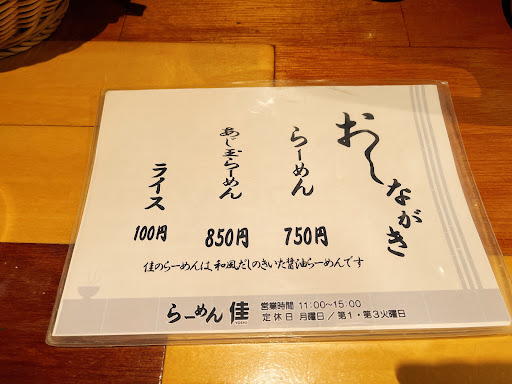 おしながき
らーめん 750円
あじ玉らーめん 850円
ライス 100円
佳のらーめんは、和風だしのきいた醤油らーめんです
らーめん 佳
YOSHI
営業時間 11:00~15:00
定休日 月曜日/第1・第3火曜日